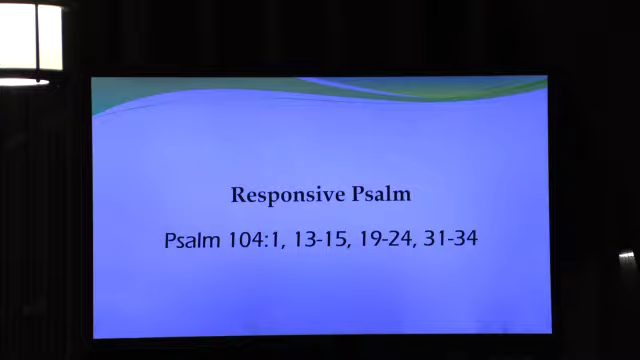 Responsive Psalm
Psalm 104:1, 13-15, 19-24, 31-34